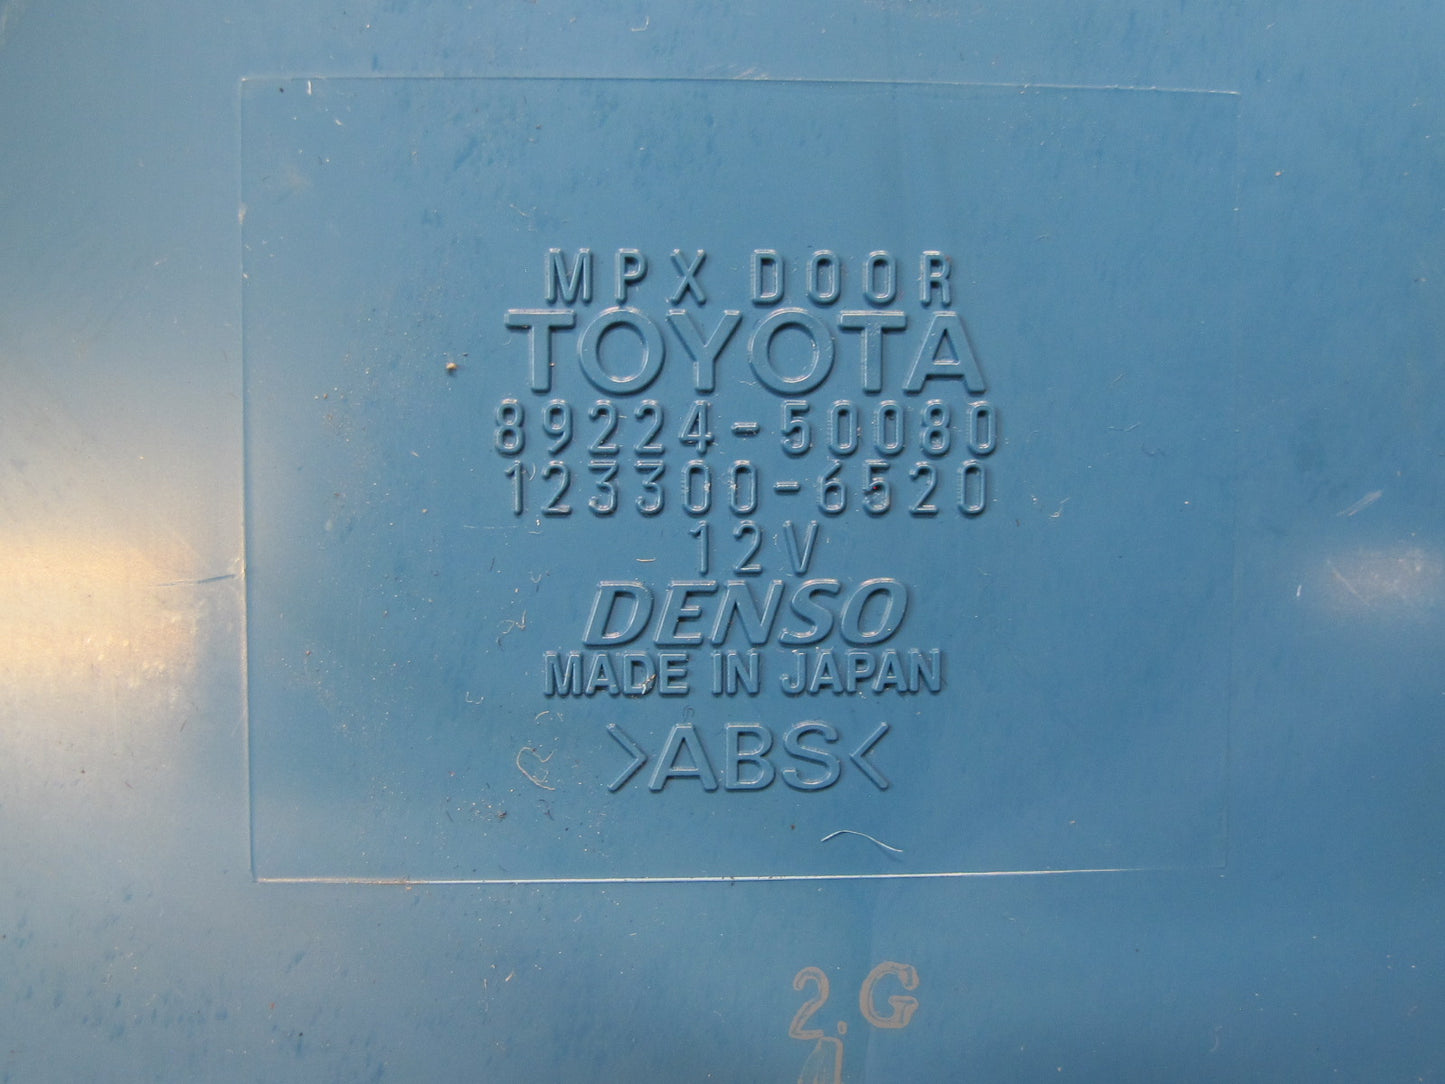 MPX DOOR
TOYOTA
89224-50080
123300-6520
12V
DENSO
MADE IN JAPAN
>ABS<
2.G